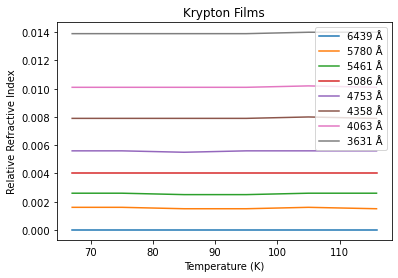 Krypton Films
0.014
0.012
0.010
0.008
0.006
0.004
0.002
0.000
Relative Refractive Index
6439 Å
5780 Å
5461 Å
5086 Å
4753 Å
4358 Å
4063 Å
3631 Å
70 80 90 100 110
Temperature (K)